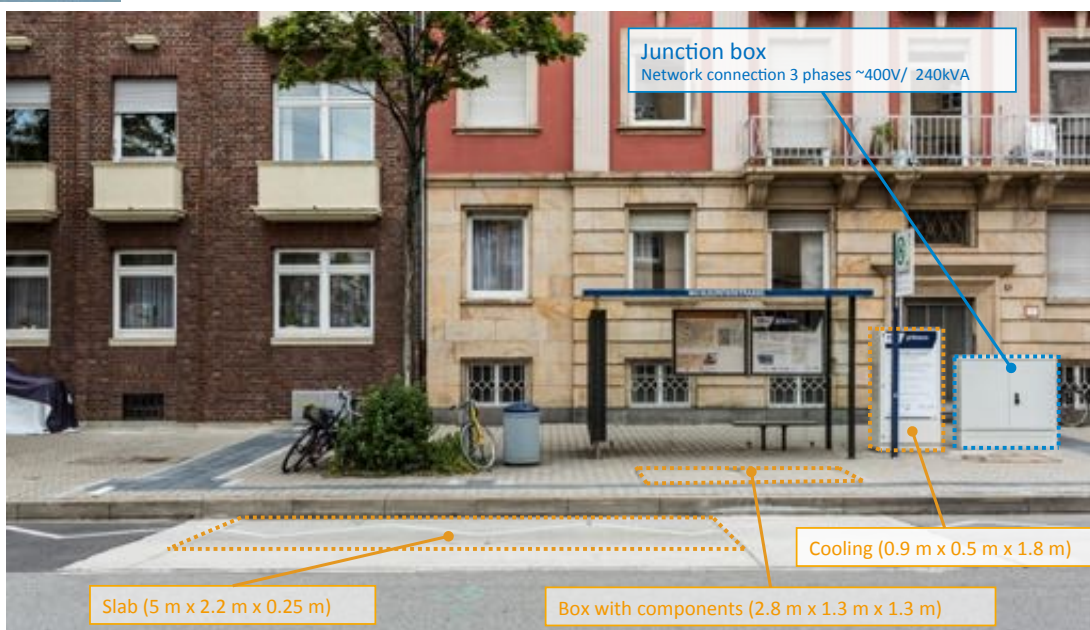 Junction box
Network connection 3 phases ~400V/ 240kVA
Cooling (0.9 m x 0.5 m x 1.8 m)
Slab (5 m x 2.2 m x 0.25 m)
Box with components (2.8 m x 1.3 m x 1.3 m)